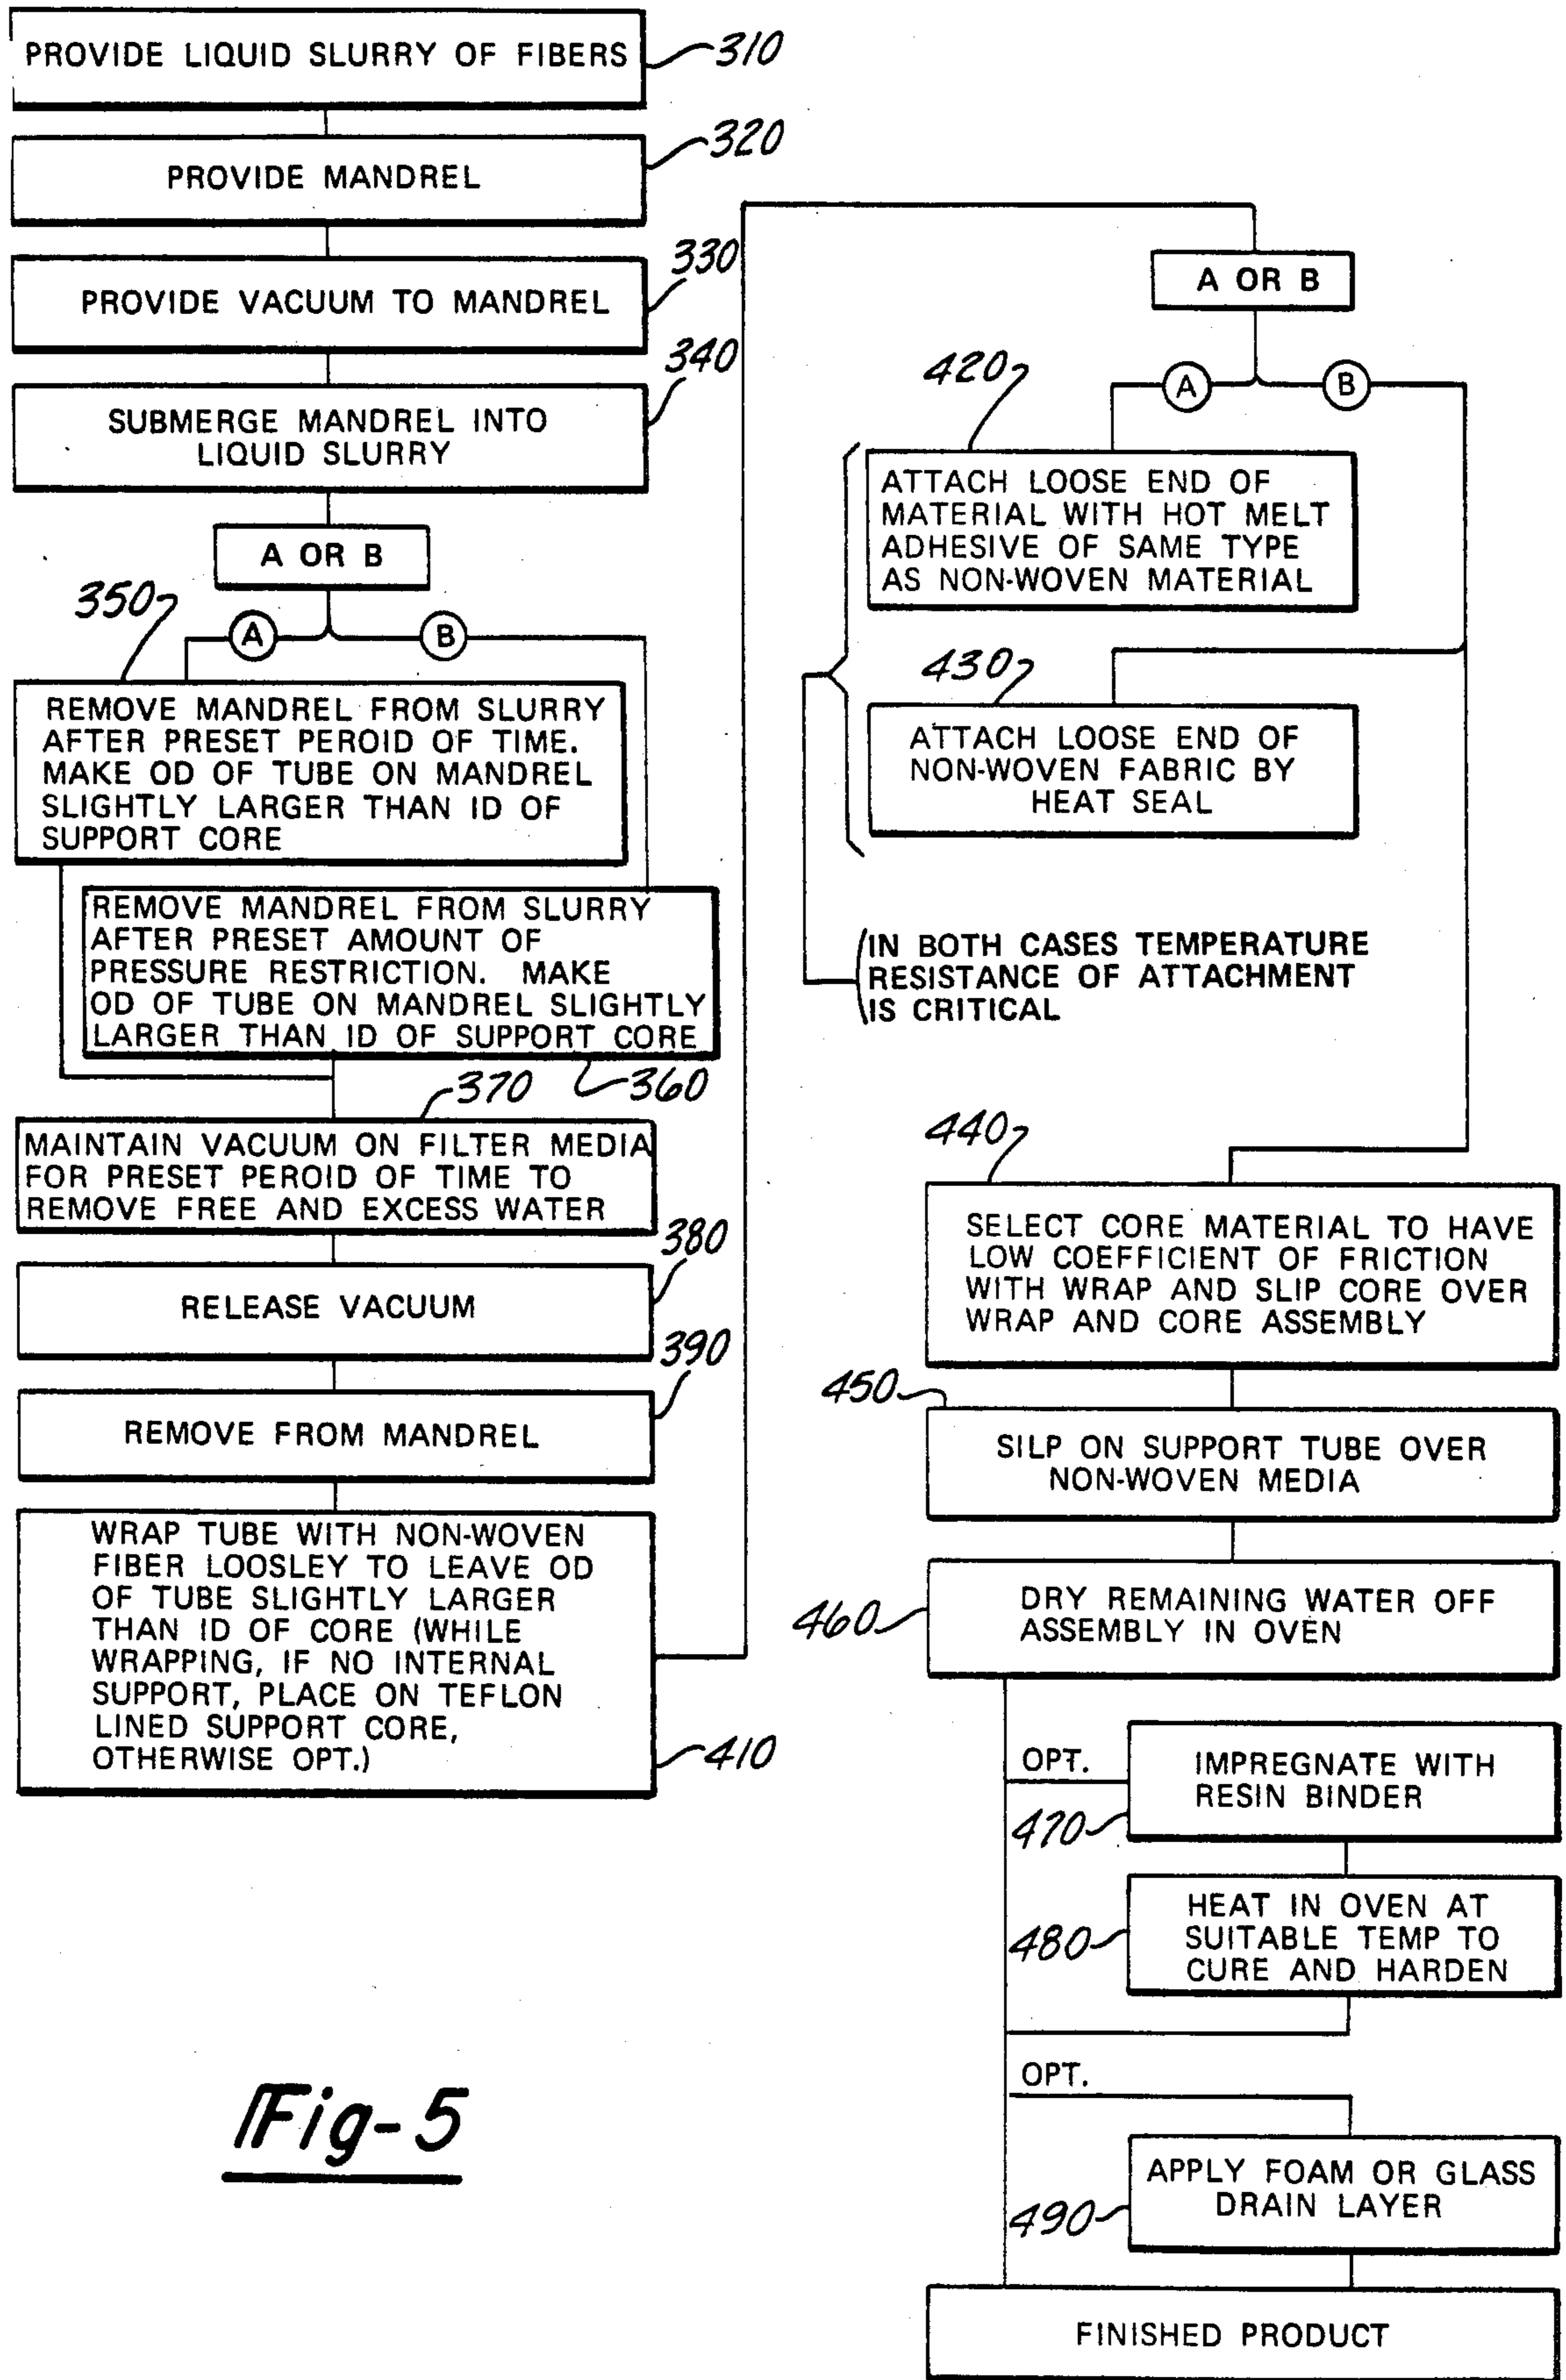 PROVIDE LIQUID SLURRY OF FIBERS
310
PROVIDE MANDREL
320
PROVIDE VACUUM TO MANDREL
330
SUBMERGE MANDREL INTO
LIQUID SLURRY
340
A OR B
A
B
350
REMOVE MANDREL FROM SLURRY
AFTER PRESET PEROID OF TIME.
MAKE OD OF TUBE ON MANDREL
SLIGHTLY LARGER THAN ID OF
SUPPORT CORE
REMOVE MANDREL FROM SLURRY
AFTER PRESET AMOUNT OF
PRESSURE RESTRICTION. MAKE
OD OF TUBE ON MANDREL SLIGHTLY
LARGER THAN ID OF SUPPORT CORE
360
370
MAINTAIN VACUUM ON FILTER MEDIA
FOR PRESET PEROID OF TIME TO
REMOVE FREE AND EXCESS WATER
380
RELEASE VACUUM
390
REMOVE FROM MANDREL
WRAP TUBE WITH NON-WOVEN
FIBER LOOSLEY TO LEAVE OD
OF TUBE SLIGHTLY LARGER
THAN ID OF CORE (WHILE
WRAPPING, IF NO INTERNAL
SUPPORT, PLACE ON TEFLON
LINED SUPPORT CORE,
OTHERWISE OPT.)
410
A OR B
A
B
420
ATTACH LOOSE END OF
MATERIAL WITH HOT MELT
ADHESIVE OF SAME TYPE
AS NON-WOVEN MATERIAL
430
ATTACH LOOSE END OF
NON-WOVEN FABRIC BY
HEAT SEAL
IN BOTH CASES TEMPERATURE
RESISTANCE OF ATTACHMENT
IS CRITICAL
440
SELECT CORE MATERIAL TO HAVE
LOW COEFFICIENT OF FRICTION
WITH WRAP AND SLIP CORE OVER
WRAP AND CORE ASSEMBLY
450
SILP ON SUPPORT TUBE OVER
NON-WOVEN MEDIA
460
DRY REMAINING WATER OFF
ASSEMBLY IN OVEN
OPT.
470
IMPREGNATE WITH
RESIN BINDER
480
HEAT IN OVEN AT
SUITABLE TEMP TO
CURE AND HARDEN
OPT.
490
APPLY FOAM OR GLASS
DRAIN LAYER
FINISHED PRODUCT
Fig-5